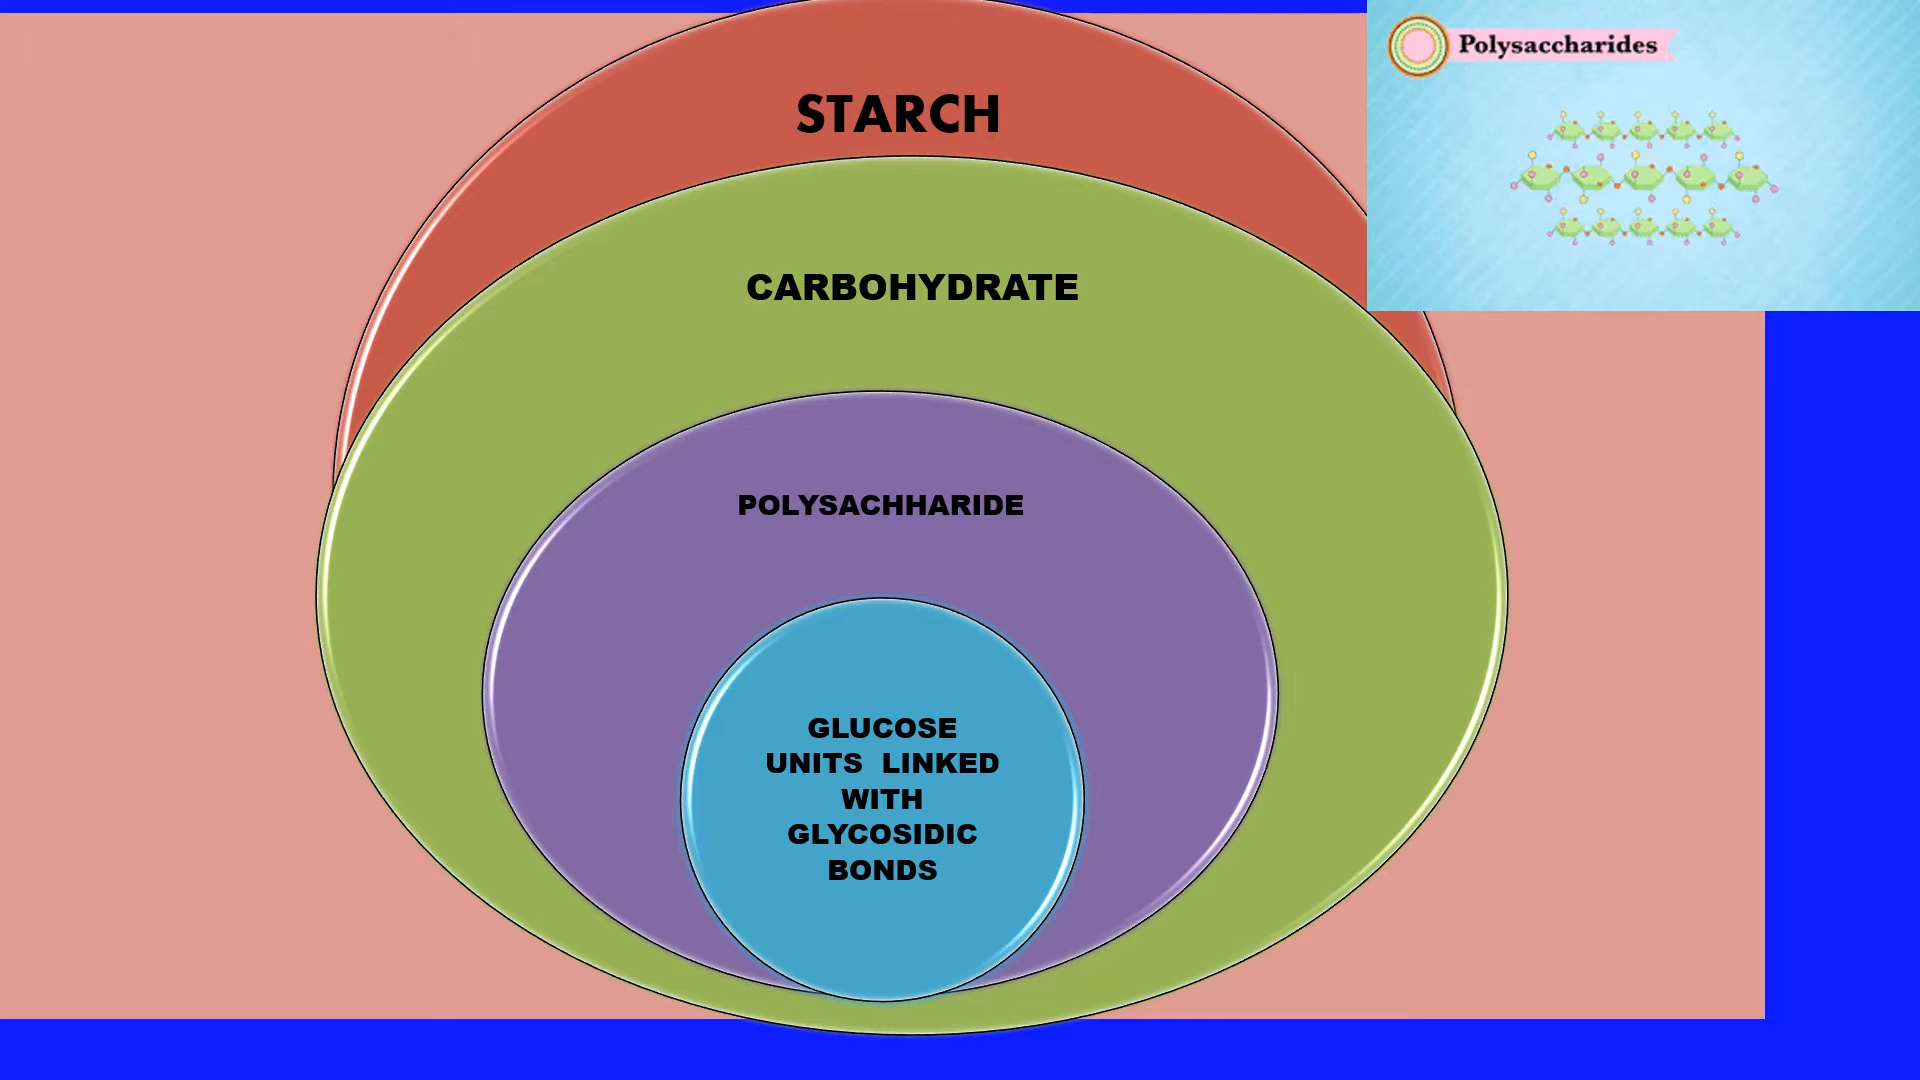 STARCH
Polysaccharides
CARBOHYDRATE
POLYSACHHARIDE
GLUCOSE
UNITS LINKED
WITH
GLYCOSIDIC
BONDS